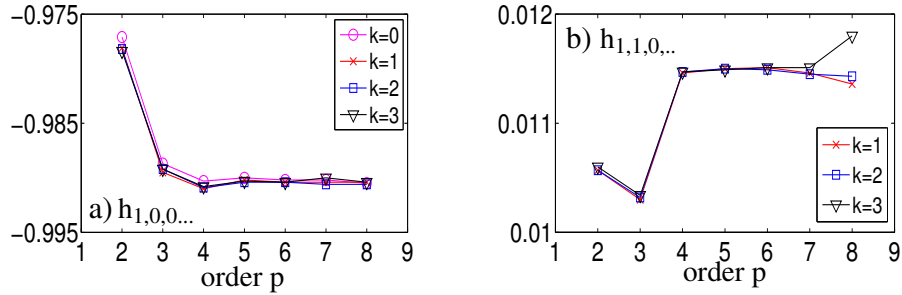 −0.975
−0.985
−0.995
1 2 3 4 5 6 7 8 9
order p
a) h1,0,0...
k=0
k=1
k=2
k=3
0.012
0.011
0.01
1 2 3 4 5 6 7 8 9
order p
b) h1,1,0,..
k=1
k=2
k=3